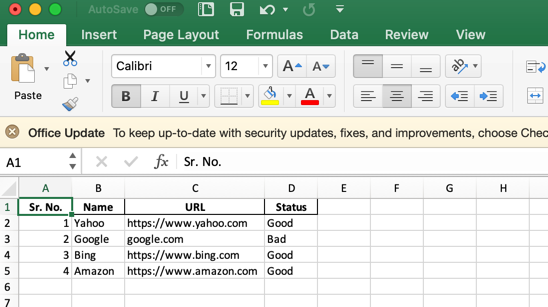 AutoSave OFF
Home Insert Page Layout Formulas Data Review View
Calibri 12 A A ab
Paste B I U A
Office Update To keep up-to-date with security updates, fixes, and improvements, choose Chec
A1 fx Sr. No.
A B C D E F G H
1 Sr. No. Name URL Status
2 1 Yahoo https://www.yahoo.com Good
3 2 Google google.com Bad
4 3 Bing https://www.bing.com Good
5 4 Amazon https://www.amazon.com Good
6
7